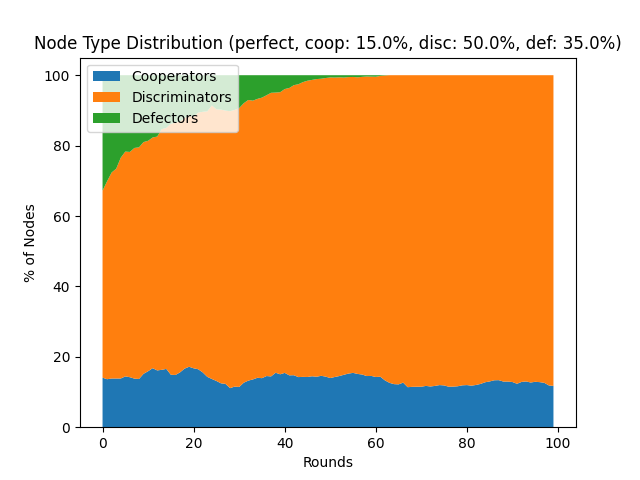 Node Type Distribution (perfect, coop: 15.0%, disc: 50.0%, def: 35.0%)
Cooperators
Discriminators
Defectors
100
80
60
40
20
0
% of Nodes
0 20 40 60 80 100
Rounds